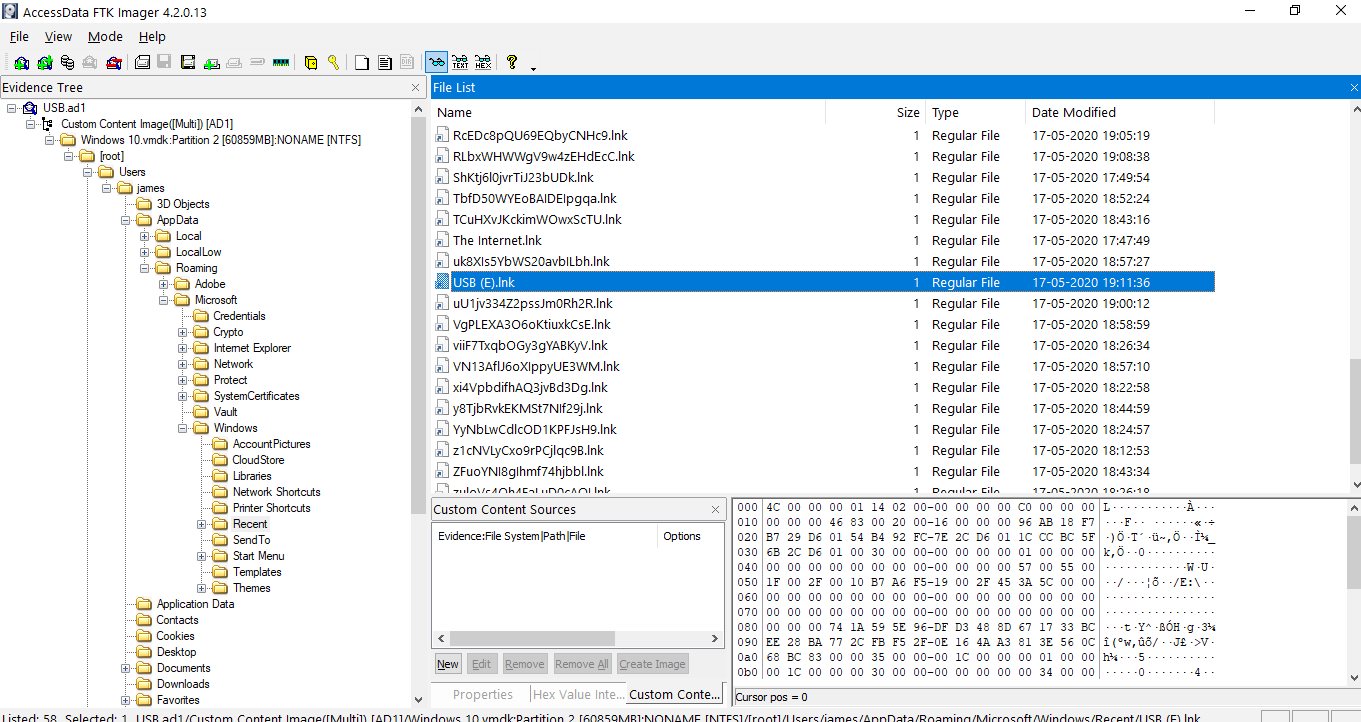 AccessData FTK Imager 4.2.0.13
File View Mode Help
Evidence Tree
USB.ad1
Custom Content Image([Multi]) [AD1]
Windows 10.vmdk:Partition 2 [60859MB]:NONAME [NTFS]
[root]
Users
james
3D Objects
AppData
Local
LocalLow
Roaming
Adobe
Microsoft
Credentials
Crypto
Internet Explorer
Network
Protect
SystemCertificates
Vault
Windows
AccountPictures
CloudStore
Libraries
Network Shortcuts
Printer Shortcuts
Recent
SendTo
Start Menu
Templates
Themes
Application Data
Contacts
Cookies
Desktop
Documents
Downloads
Favorites
File List
Name Size Type Date Modified
RcEDc8pQU69EQbyCNHc9.lnk 1 Regular File 17-05-2020 19:05:19
RLbxWHWWgV9w4zEHdEcC.lnk 1 Regular File 17-05-2020 19:08:38
ShKtj6l0jvrTiJ23bUDk.lnk 1 Regular File 17-05-2020 17:49:54
TbfD50WYEoBAIDEIpgqa.lnk 1 Regular File 17-05-2020 18:52:24
TCuHXvJKckimWOwxScTU.lnk 1 Regular File 17-05-2020 18:43:16
The Internet.lnk 1 Regular File 17-05-2020 17:47:49
uk8XIs5YbWS20avbILbh.lnk 1 Regular File 17-05-2020 18:57:27
USB (E).lnk 1 Regular File 17-05-2020 19:11:36
uU1jv334Z2pssJm0Rh2R.lnk 1 Regular File 17-05-2020 19:00:12
VgPLEXA3O6oKtiuxkCsE.lnk 1 Regular File 17-05-2020 18:58:59
viiF7TxqbOGy3gYABKyV.lnk 1 Regular File 17-05-2020 18:26:34
VN13AflJ6oXIppyUE3WM.lnk 1 Regular File 17-05-2020 18:57:10
xi4VpbdifhAQ3jvBd3Dg.lnk 1 Regular File 17-05-2020 18:22:58
y8TjbRvkEKMSt7NIf29j.lnk 1 Regular File 17-05-2020 18:44:59
YyNbLwCdlcOD1KPFJsH9.lnk 1 Regular File 17-05-2020 18:24:57
z1cNVLyCxo9rPCjlqc9B.lnk 1 Regular File 17-05-2020 18:12:53
ZFuoYNI8gIhmf74hjbbl.lnk 1 Regular File 17-05-2020 18:43:34
1 Regular File 17-05-2020 18:26:18
Custom Content Sources
Evidence:File System|Path|File Options
New Edit Remove Remove All Create Image
Properties Hex Value Inte... Custom Conte...
000 4C 00 00 00 01 14 02 00-00 00 00 00 C0 00 00 00 L···········À···
010 00 00 00 46 83 00 20 00-16 00 00 00 96 AB 18 F7 ···F·· ······«·÷
020 B7 29 D6 01 54 B4 92 FC-7E 2C D6 01 1C CC BC 5F ·)Ö·T´·ü~,Ö··Ì¼_
030 6B 2C D6 01 00 30 00 00-00 00 00 00 01 00 00 00 k,Ö··0··········
040 00 00 00 00 00 00 00 00-00 00 00 00 57 00 55 00 ············W·U·
050 1F 00 2F 00 10 B7 A6 F5-19 00 2F 45 3A 5C 00 00 ··/···¦õ··/E:\··
060 00 00 00 00 00 00 00 00-00 00 00 00 00 00 00 00 ················
070 00 00 00 00 00 00 00 00-00 00 00 00 00 00 00 00 ················
080 00 00 00 74 1A 59 5E 96-DF D3 48 8D 67 17 33 BC ···t·Y^·ßÓH·g·3¼
090 EE 28 BA 77 2C FB F5 2F-0E 16 4A A3 81 3E 56 0C î(ºw,ûõ/··J£·>V·
0a0 68 BC 83 00 00 35 00 00-00 1C 00 00 00 01 00 00 h¼···5··········
0b0 00 1C 00 00 00 30 00 00-00 00 00 00 00 34 00 00 ·····0·······4··
Cursor pos = 0
Listed: 58 Selected: 1 USB.ad1/Custom Content Image([Multi]) [AD1]/Windows 10.vmdk:Partition 2 [60859MB]:NONAME [NTFS]/[root]/Users/james/AppData/Roaming/Microsoft/Windows/Recent/USB (E).lnk